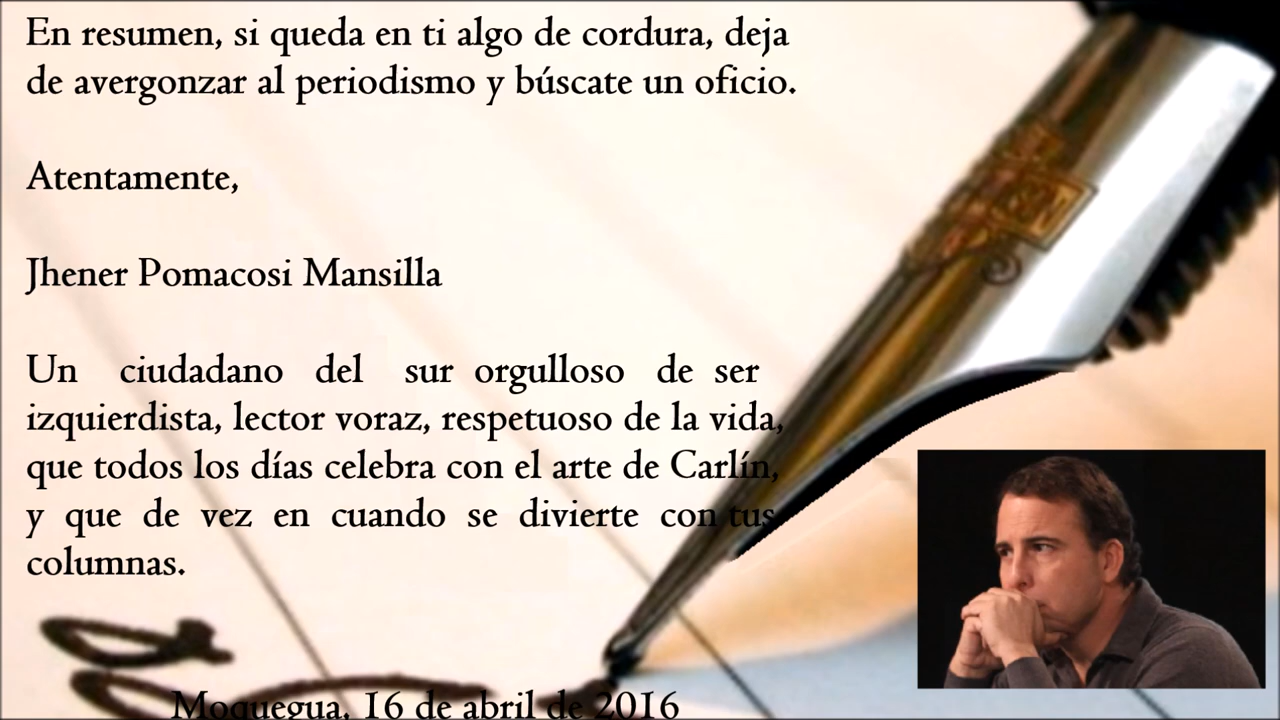 En resumen, si queda en ti algo de cordura, deja
de avergonzar al periodismo y búscate un oficio.
Atentamente,
Jhener Pomacosi Mansilla
Un ciudadano del sur orgulloso de ser
izquierdista, lector voraz, respetuoso de la vida,
que todos los días celebra con el arte de Carlín,
y que de vez en cuando se divierte con tus
columnas.
Moquegua, 16 de abril de 2016